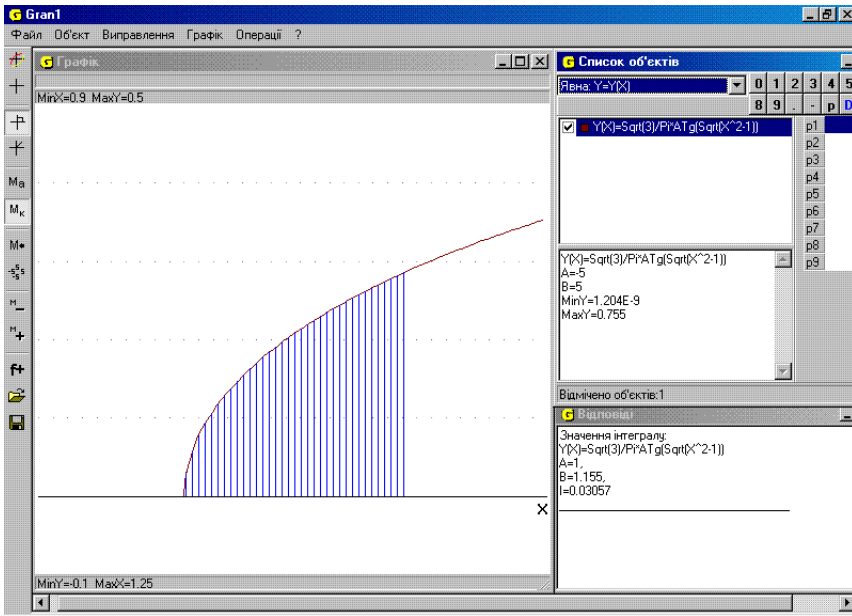 Gran1
Файл Об'єкт Виправлення Графік Операції ?
Графік
MinX=0.9 MaxY=0.5
X
MinY=-0.1 MaxX=1.25
Ma
Mк
M•
-s5s
M–
M+
f+
Список об'єктів
Явна: Y=Y(X)
0 1 2 3 4 5
8 9 . - p D
Y(X)=Sqrt(3)/Pi*ATg(Sqrt(X^2-1))
p1
p2
p3
p4
p5
p6
p7
p8
p9
Y(X)=Sqrt(3)/Pi*ATg(Sqrt(X^2-1))
A=-5
B=5
MinY=1.204E-9
MaxY=0.755
Відмічено об'єктів:1
Відповіді
Значення інтегралу:
Y(X)=Sqrt(3)/Pi*ATg(Sqrt(X^2-1))
A=1,
B=1.155,
I=0.03057